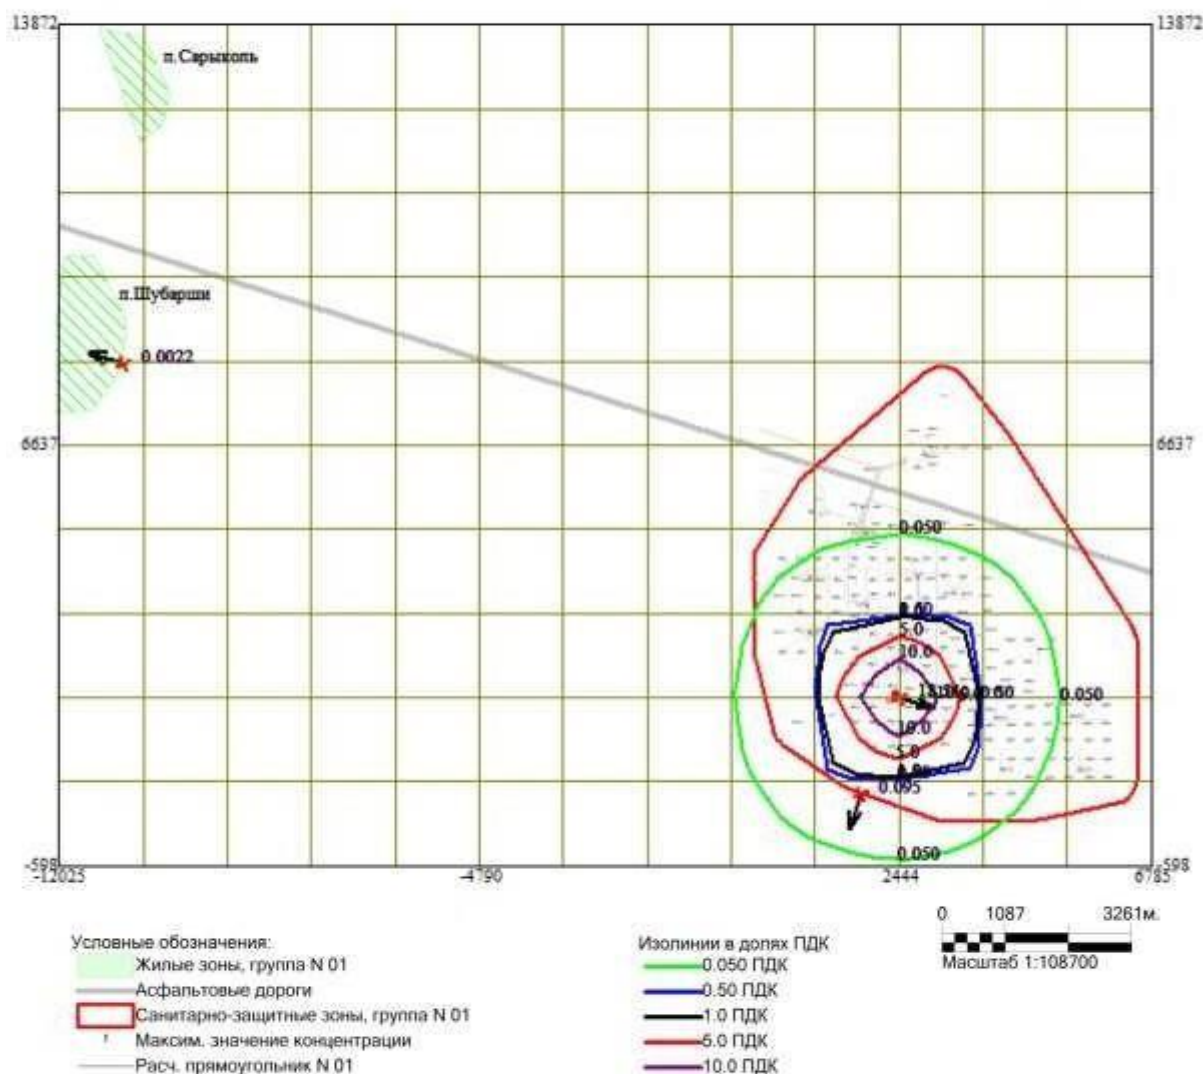 13872
13872
п.Сарыколь
п.Шубарши
0.0022
6637
6637
0.050
5.0
10.0
0.050
10.0
5.0
0.095
0.050
-598
-598
-12025
-4790
2444
6785
0 1087 3261м.
Масштаб 1:108700
Условные обозначения:
Жилые зоны, группа N 01
Асфальтовые дороги
Санитарно-защитные зоны, группа N 01
Максим. значение концентрации
Расч. прямоугольник N 01
Изолинии в долях ПДК
0.050 ПДК
0.50 ПДК
1.0 ПДК
5.0 ПДК
10.0 ПДК